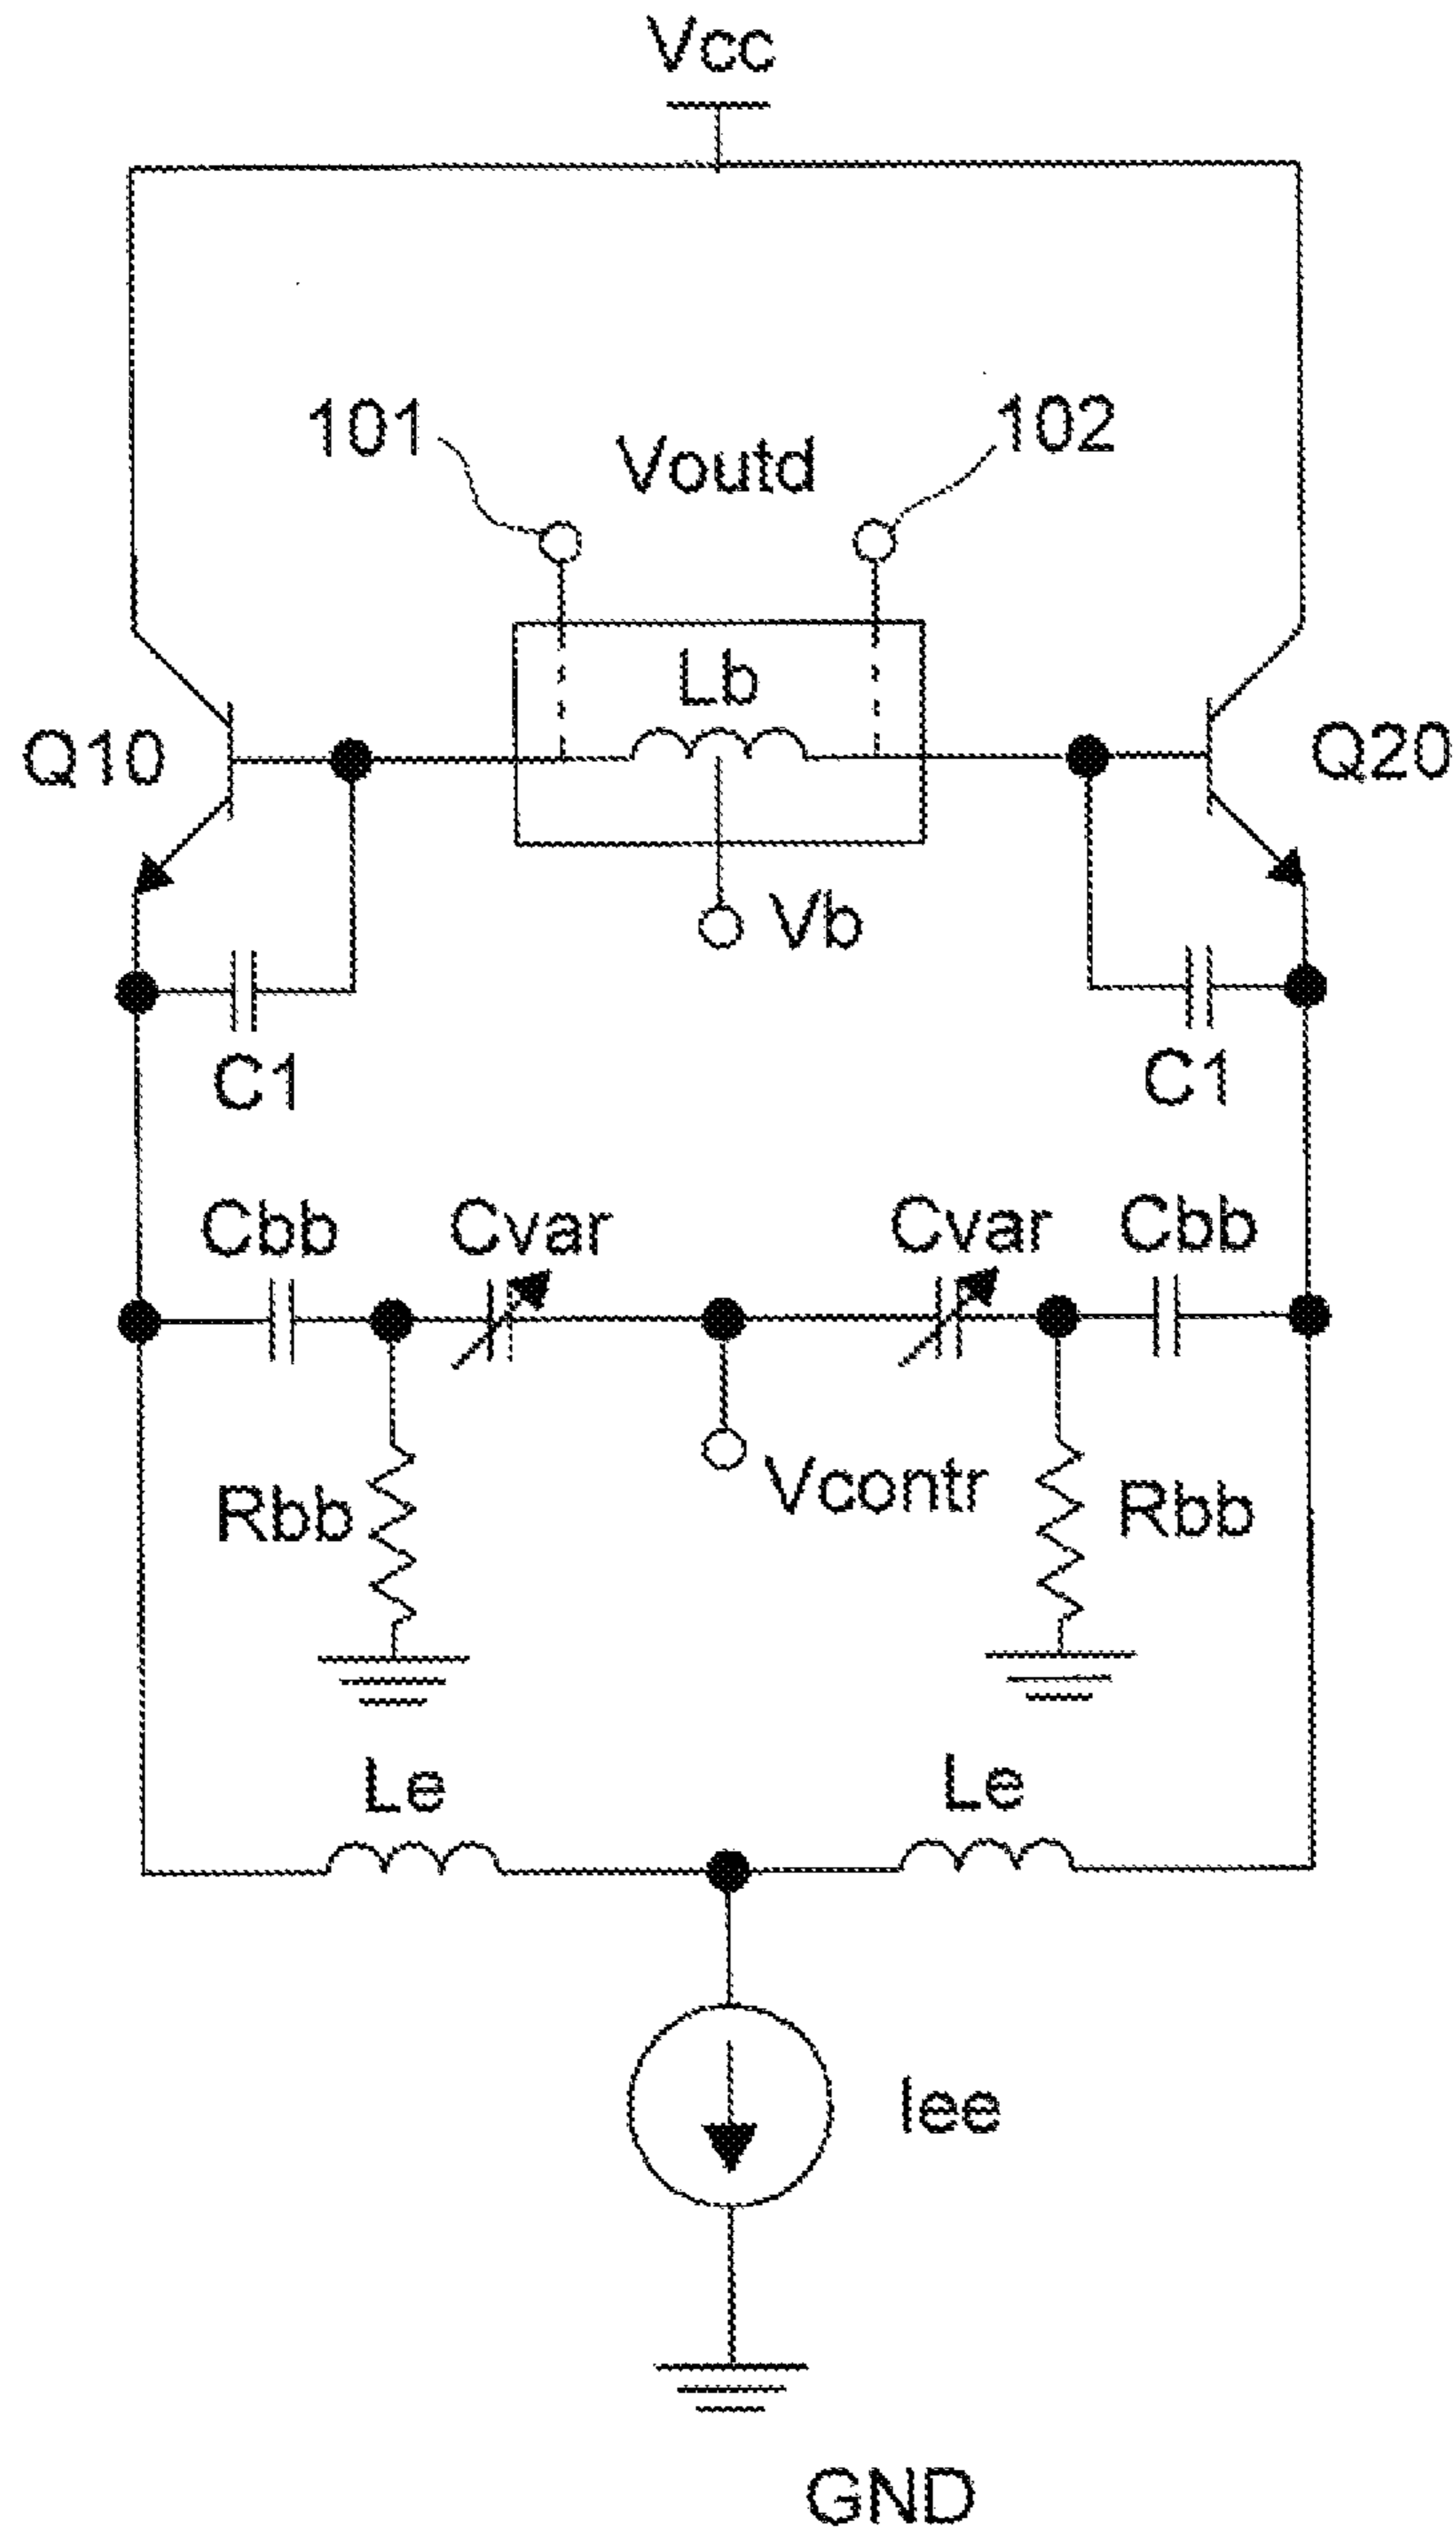 Vcc
101
Voutd
102
Lb
Q10
Q20
Vb
C1
C1
Cbb
Cvar
Cvar
Cbb
Vcontr
Rbb
Rbb
Le
Le
Iee
GND